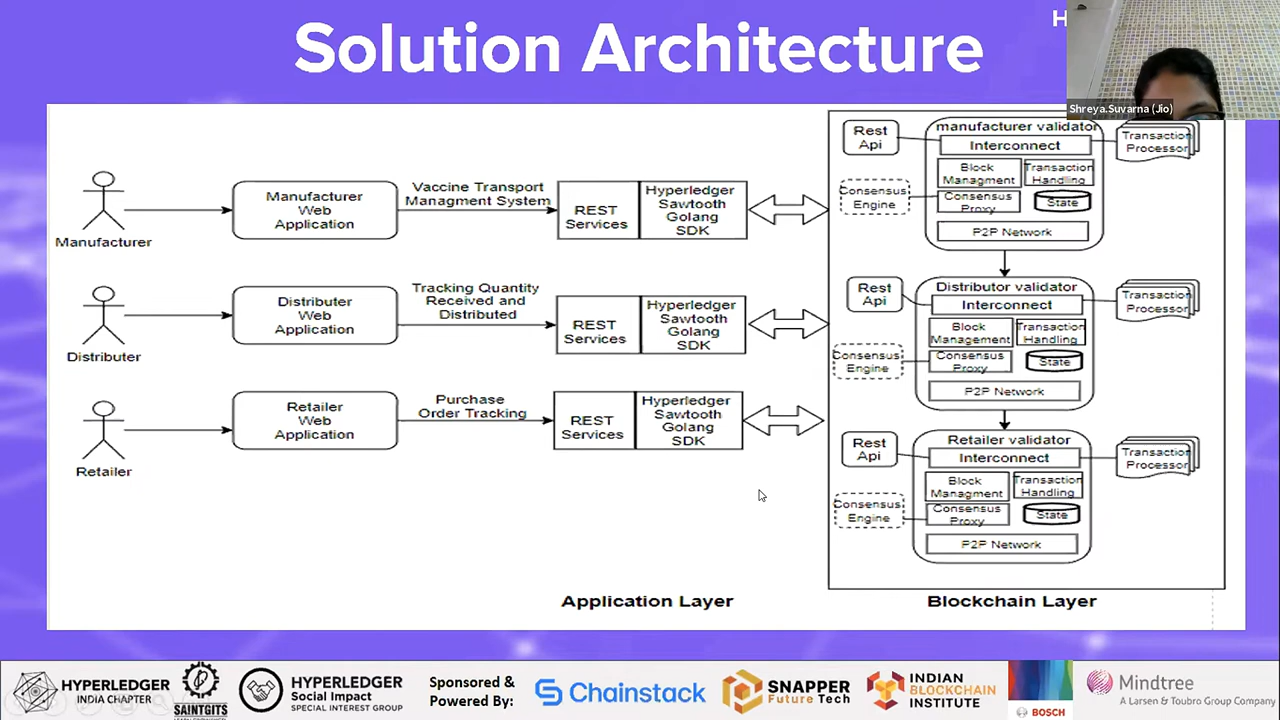 Solution Architecture
H
Shreya.Suvarna (Jio)
Manufacturer
Manufacturer
Web
Application
Vaccine Transport
Managment System
REST
Services
Hyperledger
Sawtooth
Golang
SDK
Distributer
Distributer
Web
Application
Tracking Quantity
Received and
Distributed
REST
Services
Hyperledger
Sawtooth
Golang
SDK
Retailer
Retailer
Web
Application
Purchase
Order Tracking
REST
Services
Hyperledger
Sawtooth
Golang
SDK
Application Layer
Rest
Api
manufacturer validator
Interconnect
Transaction
Processor
Block
Managment
Transaction
Handling
Consensus
Engine
Consensus
Proxy
State
P2P Network
Rest
Api
Distributor validator
Interconnect
Transaction
Processor
Block
Management
Transaction
Handling
Consensus
Engine
Consensus
Proxy
State
P2P Network
Rest
Api
Retailer validator
Interconnect
Transaction
Processor
Block
Managment
Transaction
Handling
Consensus
Engine
Consensus
Proxy
State
P2P Network
Blockchain Layer
HYPERLEDGER
INDIA CHAPTER
SAINTGITS
HYPERLEDGER
Social Impact
SPECIAL INTEREST GROUP
Sponsored &
Powered By:
Chainstack
SNAPPER
Future Tech
INDIAN
BLOCKCHAIN
INSTITUTE
BOSCH
Mindtree
A Larsen & Toubro Group Company